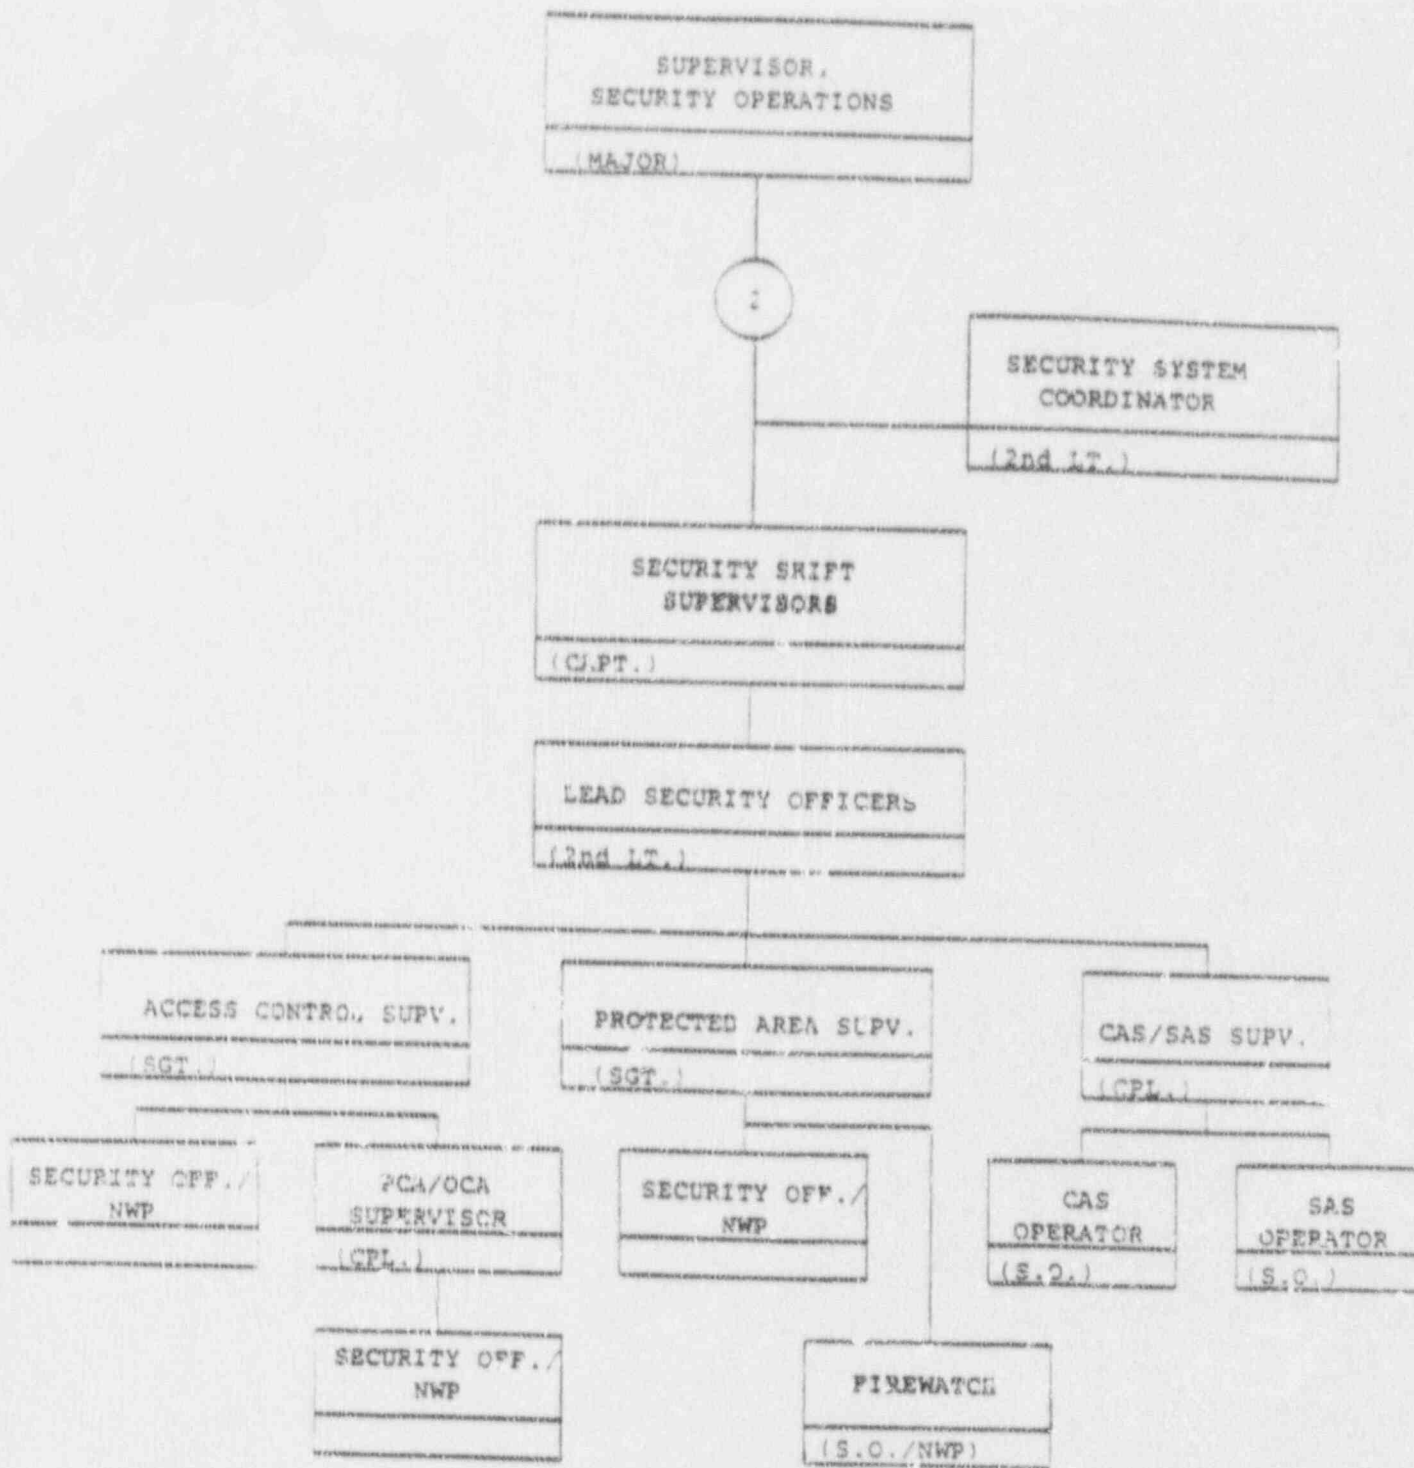 SUPERVISOR,
SECURITY OPERATIONS
(MAJOR)
2
SECURITY SYSTEM
COORDINATOR
(2nd LT.)
SECURITY SHIFT
SUPERVISORS
(CAPT.)
LEAD SECURITY OFFICERS
(2nd LT.)
ACCESS CONTROL SUPV.
(SGT.)
PROTECTED AREA SUPV.
(SGT.)
CAS/SAS SUPV.
(CPL.)
SECURITY OFF./
NWP
PCA/OCA
SUPERVISOR
(CPL.)
SECURITY OFF./
NWP
CAS
OPERATOR
(S.O.)
SAS
OPERATOR
(S.O.)
SECURITY OFF./
NWP
FIREWATCH
(S.O./NWP)